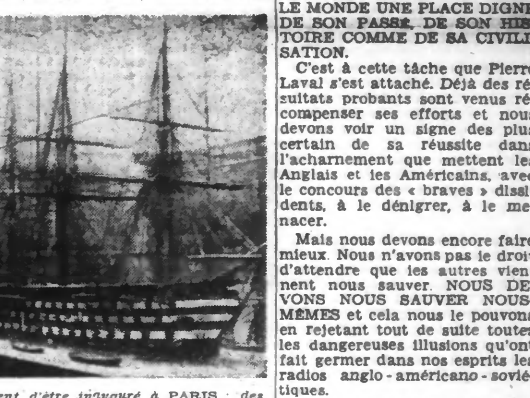 LE MONDE UNE PLACE DIGNE
DE SON PASSÉ, DE SON HIS
TOIRE COMME DE SA CIVILI
SATION.
C'est à cette tâche que Pierre
Laval s'est attaché. Déjà des ré
sultats probants sont venus ré
compenser ses efforts et nous
devons voir un signe des plu
certain de sa réussite dans
l'acharnement que mettent le
Anglais et les Américains, avec
le concours des « braves » dissi
dents, à le dénigrer, à le me
nacer.
Mais nous devons encore faire
mieux. Nous n'avons pas le droi
d'attendre que les autres vien
nent nous sauver. NOUS DE
VONS NOUS SAUVER NOUS
MÊMES et cela nous le pouvons
en rejetant tout de suite toutes
les dangereuses illusions qu'ont
fait germer dans nos esprits les
radios anglo-américano-sovié
tiques.
ent d'être inauguré à PARIS : des